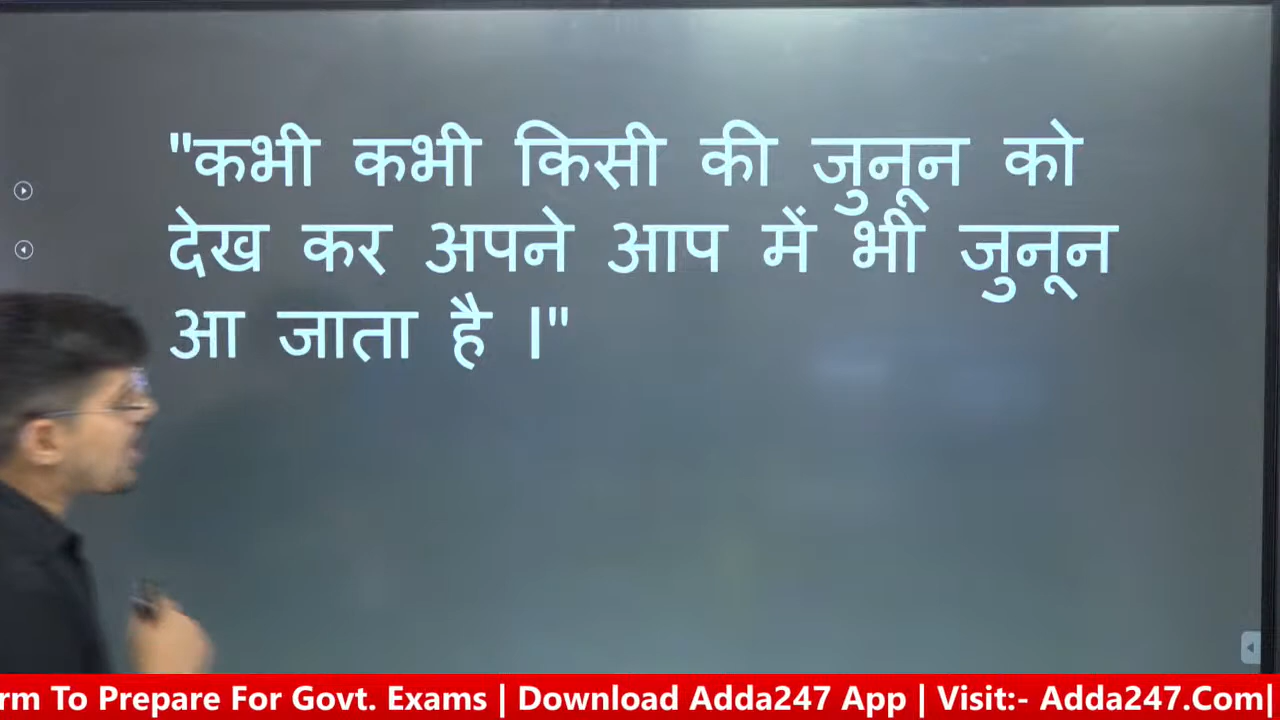 "कभी कभी किसी की जुनून को
देख कर अपने आप में भी जुनून
आ जाता है ।"
rm To Prepare For Govt. Exams | Download Adda247 App | Visit:- Adda247.Com|